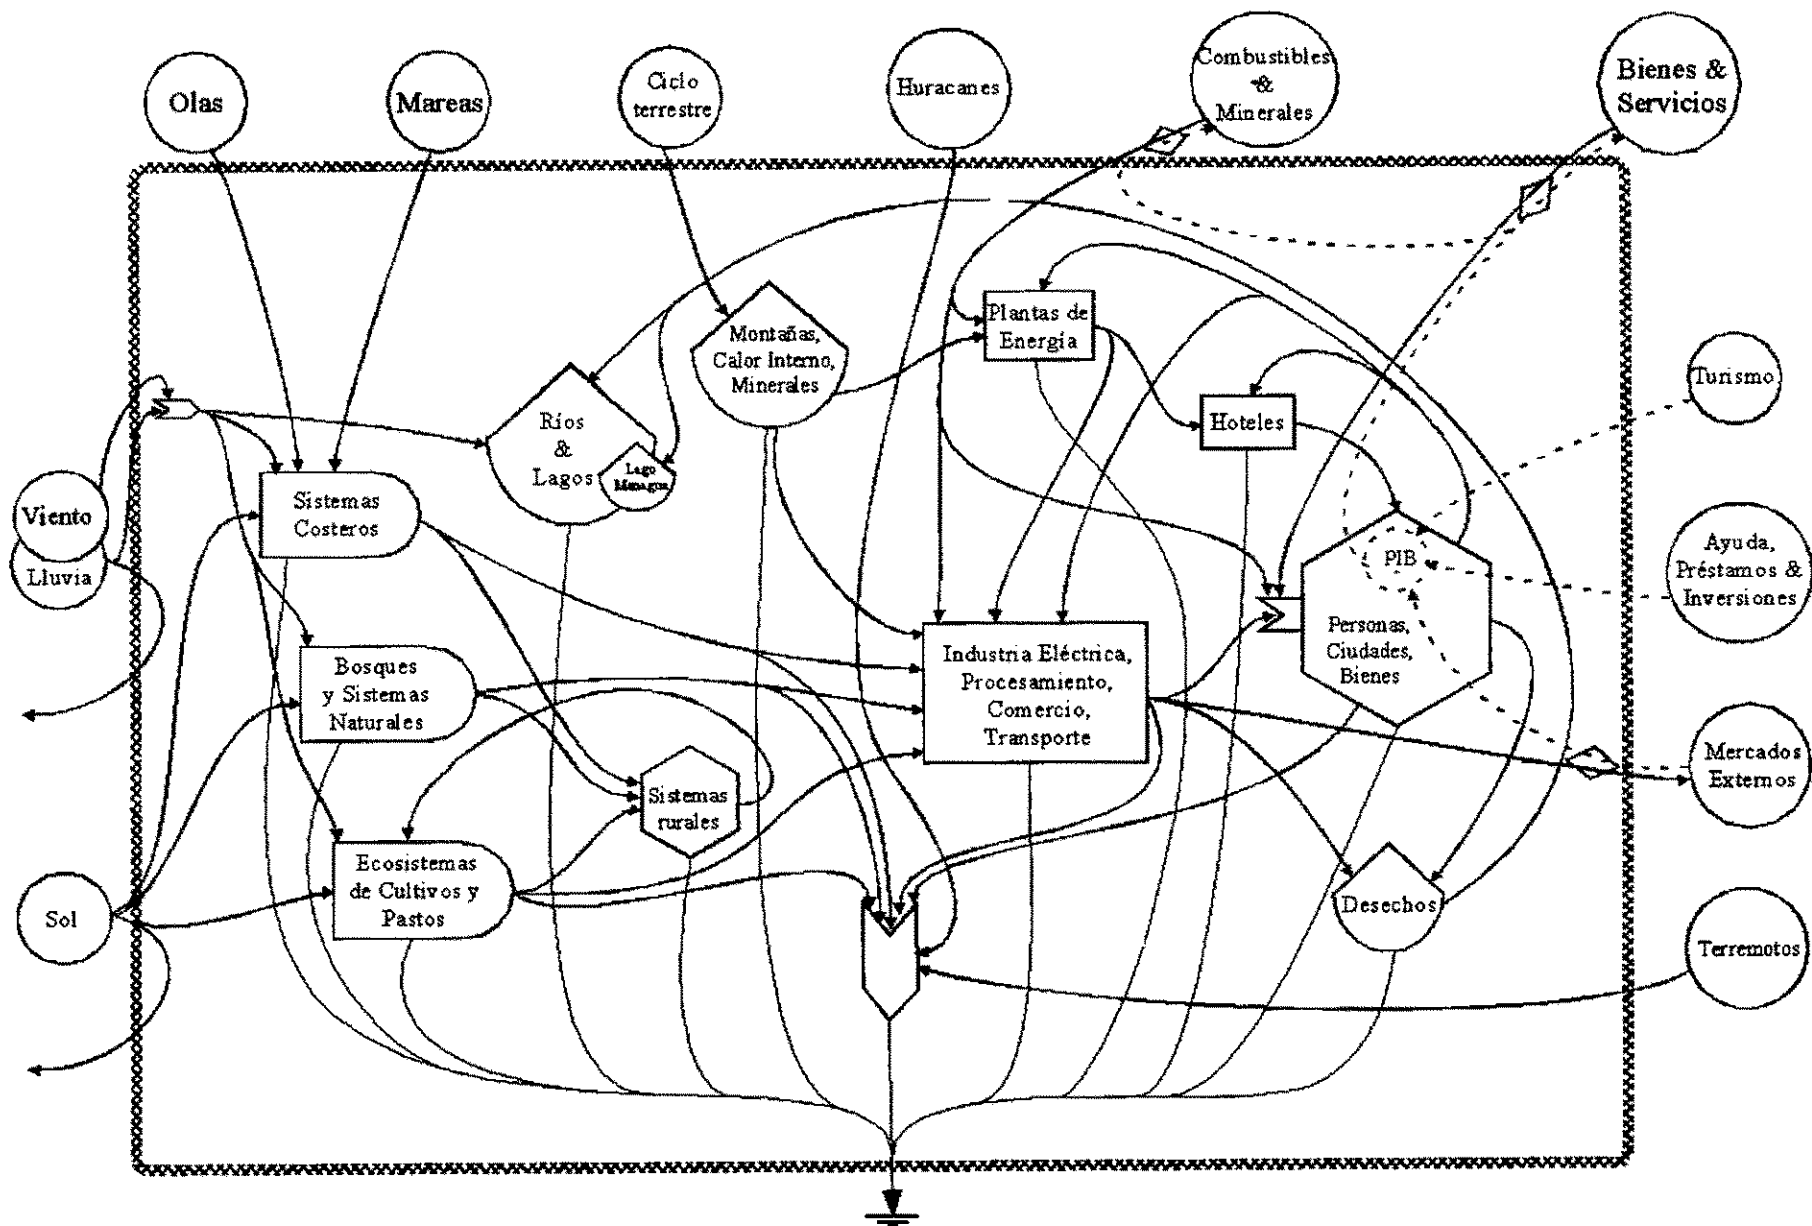 Olas
Mareas
Ciclo
terrestre
Huracanes
Combustibles
&
Minerales
Bienes &
Servicios
Montañas,
Calor Interno,
Minerales
Plantas de
Energía
Turismo
Ríos
&
Lagos
Lago
Managua
Hoteles
Sistemas
Costeros
Viento
Lluvia
PIB
Ayuda,
Préstamos &
Inversiones
Personas,
Ciudades,
Bienes
Bosques
y Sistemas
Naturales
Industria Eléctrica,
Procesamiento,
Comercio,
Transporte
Mercados
Externos
Sistemas
rurales
Ecosistemas
de Cultivos y
Pastos
Sol
Desechos
Terremotos